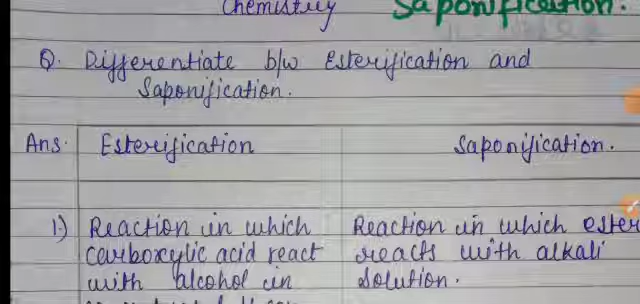 Chemistry Saponification.
Q. Differentiate b/w Esterification and
Saponification.
Ans. Esterification Saponification.
1.) Reaction in which Reaction in which ester
carboxylic acid react reacts with alkali
with alcohol in solution.